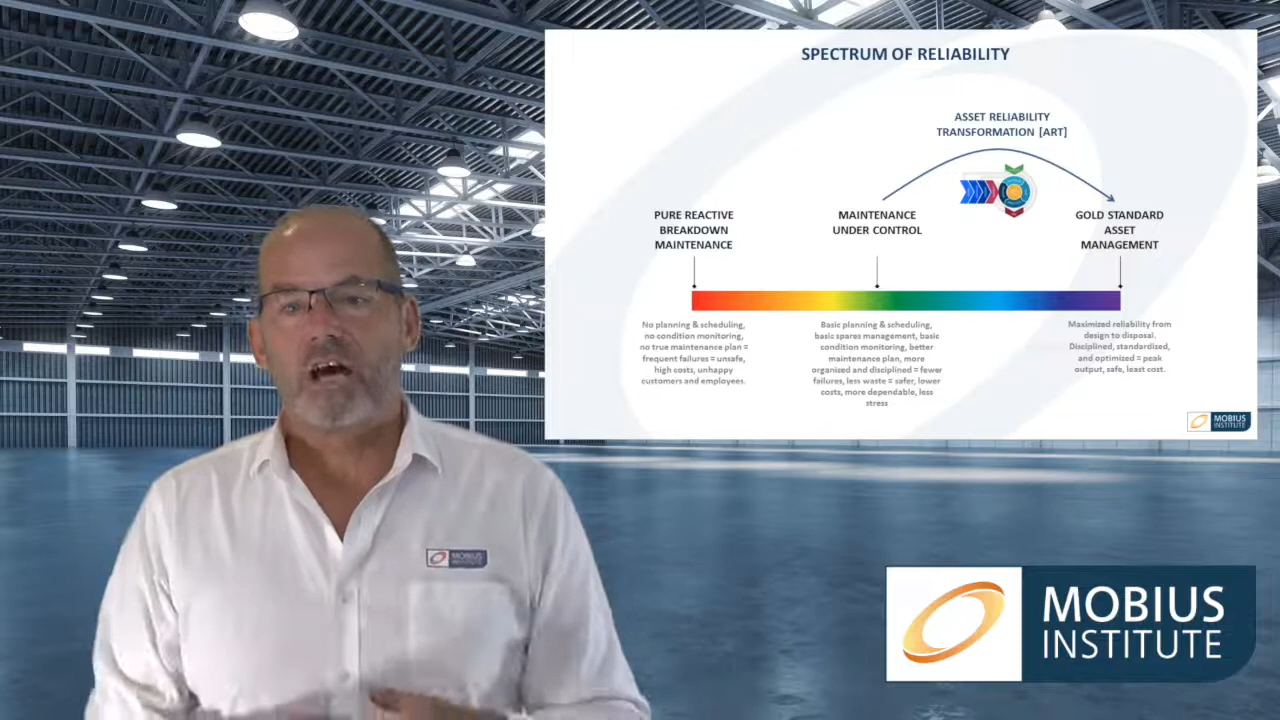 SPECTRUM OF RELIABILITY
ASSET RELIABILITY
TRANSFORMATION [ART]
PURE REACTIVE
BREAKDOWN
MAINTENANCE
MAINTENANCE
UNDER CONTROL
GOLD STANDARD
ASSET
MANAGEMENT
No planning & scheduling,
no condition monitoring,
no true maintenance plan =
frequent failures = unsafe,
high costs, unhappy
customers and employees.
Basic planning & scheduling,
basic spares management, basic
condition monitoring, better
maintenance plan, more
organized and disciplined = fewer
failures, less waste = safer, lower
costs, more dependable, less
stress
Maximized reliability from
design to disposal.
Disciplined, standardized,
and optimized = peak
output, safe, least cost.
MOBIUS
INSTITUTE
MOBIUS
INSTITUTE
MOBIUS
INSTITUTE